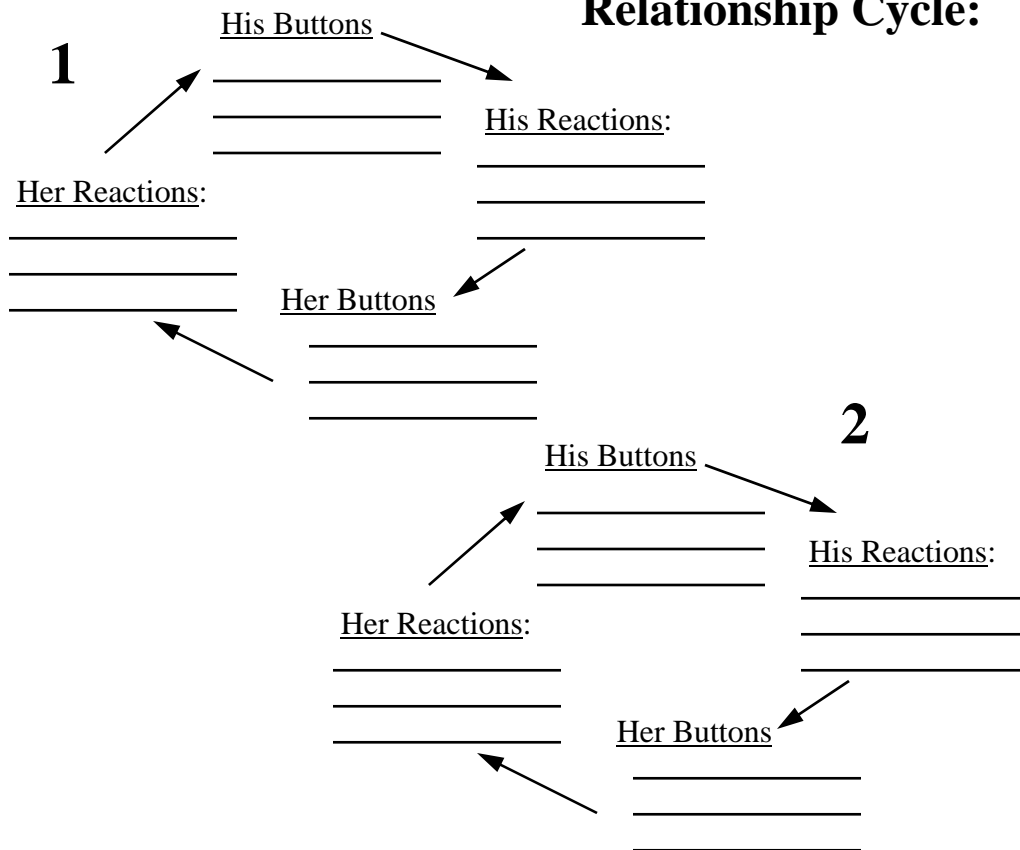 Relationship Cycle:
1
His Buttons
His Reactions:
Her Reactions:
Her Buttons
2
His Buttons
His Reactions:
Her Reactions:
Her Buttons